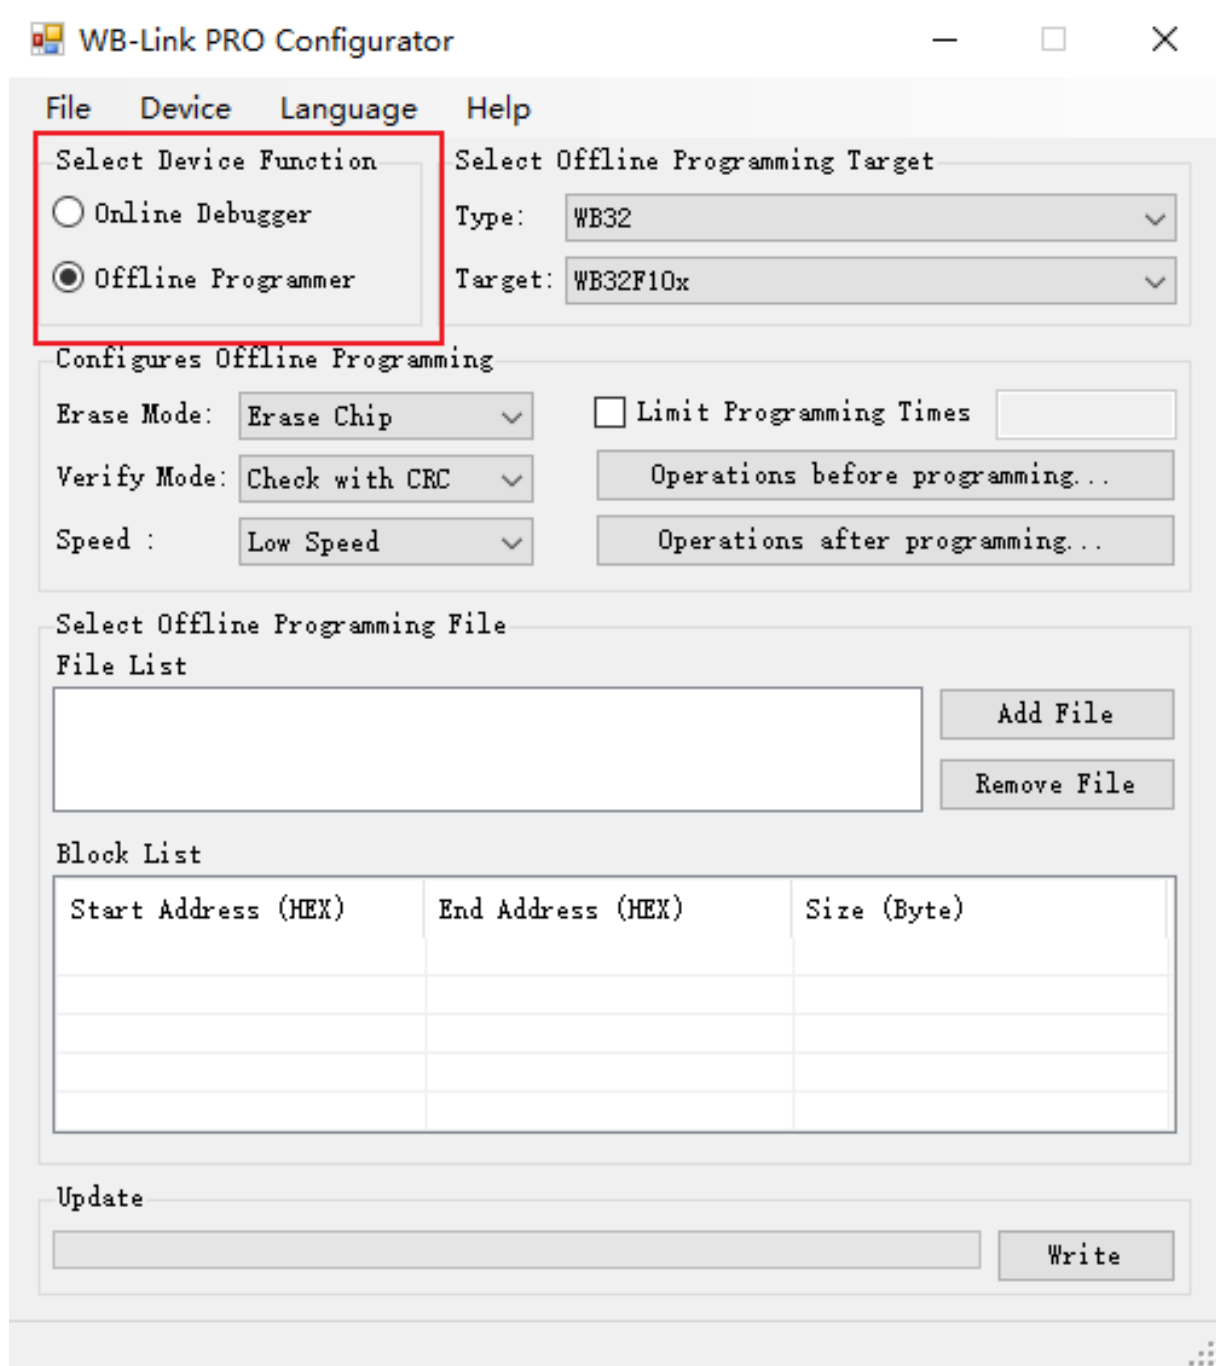 WB-Link PRO Configurator
File Device Language Help
Select Device Function
Online Debugger
Offline Programmer
Select Offline Programming Target
Type: WB32
Target: WB32F10x
Configures Offline Programming
Erase Mode: Erase Chip
Verify Mode: Check with CRC
Speed : Low Speed
Limit Programming Times
Operations before programming...
Operations after programming...
Select Offline Programming File
File List
Add File
Remove File
Block List
Start Address (HEX) End Address (HEX) Size (Byte)
Update
Write